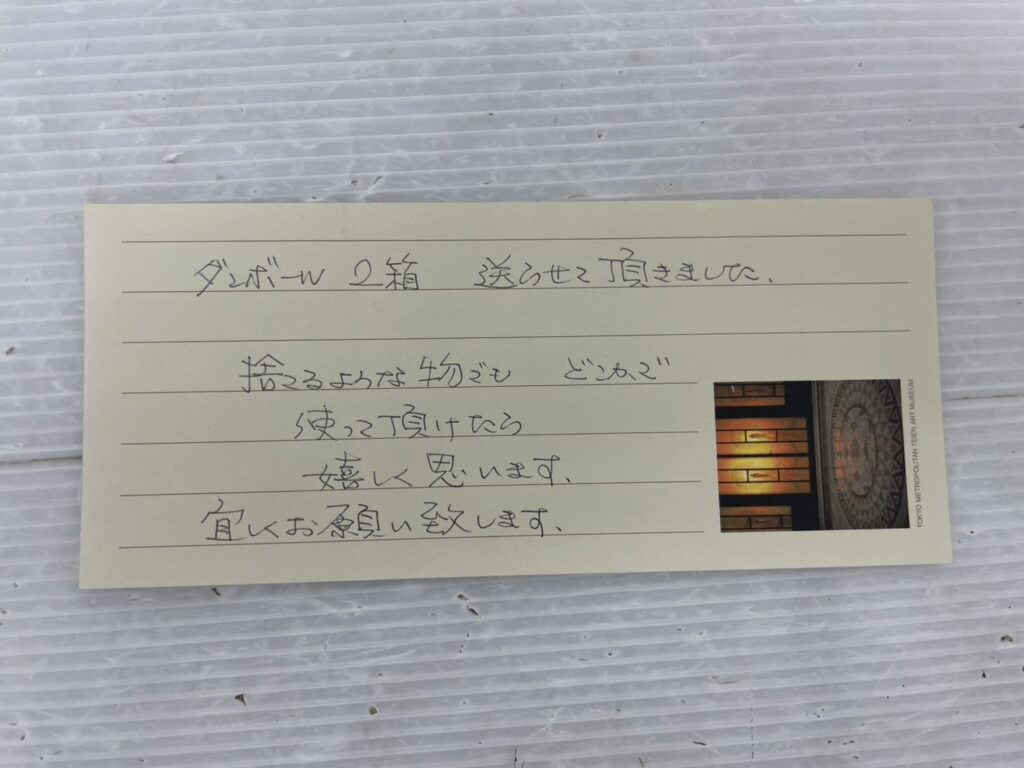 ダンボール 2箱 送らせて頂きました.
捨てるような物でも どこかで
使って頂けたら
嬉しく思います.
宜しくお願い致します.
TOKYO METROPOLITAN TEIEN ART MUSEUM